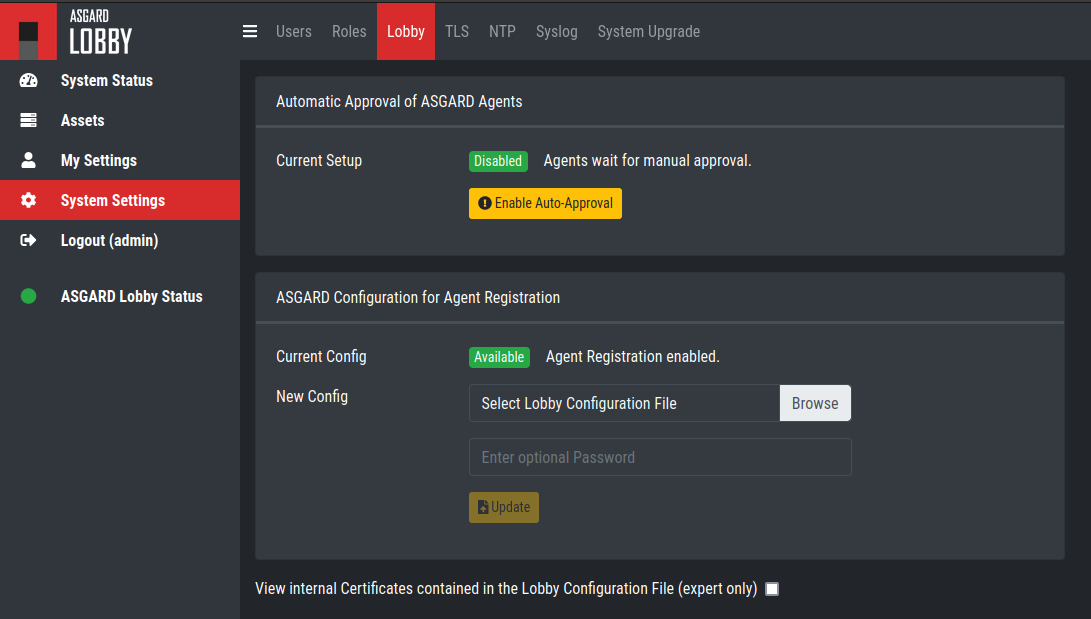 ASGARD
LOBBY
Users Roles Lobby TLS NTP Syslog System Upgrade
System Status
Assets
My Settings
System Settings
Logout (admin)
ASGARD Lobby Status
Automatic Approval of ASGARD Agents
Current Setup Disabled Agents wait for manual approval.
Enable Auto-Approval
ASGARD Configuration for Agent Registration
Current Config Available Agent Registration enabled.
New Config Select Lobby Configuration File Browse
Enter optional Password
Update
View internal Certificates contained in the Lobby Configuration File (expert only)